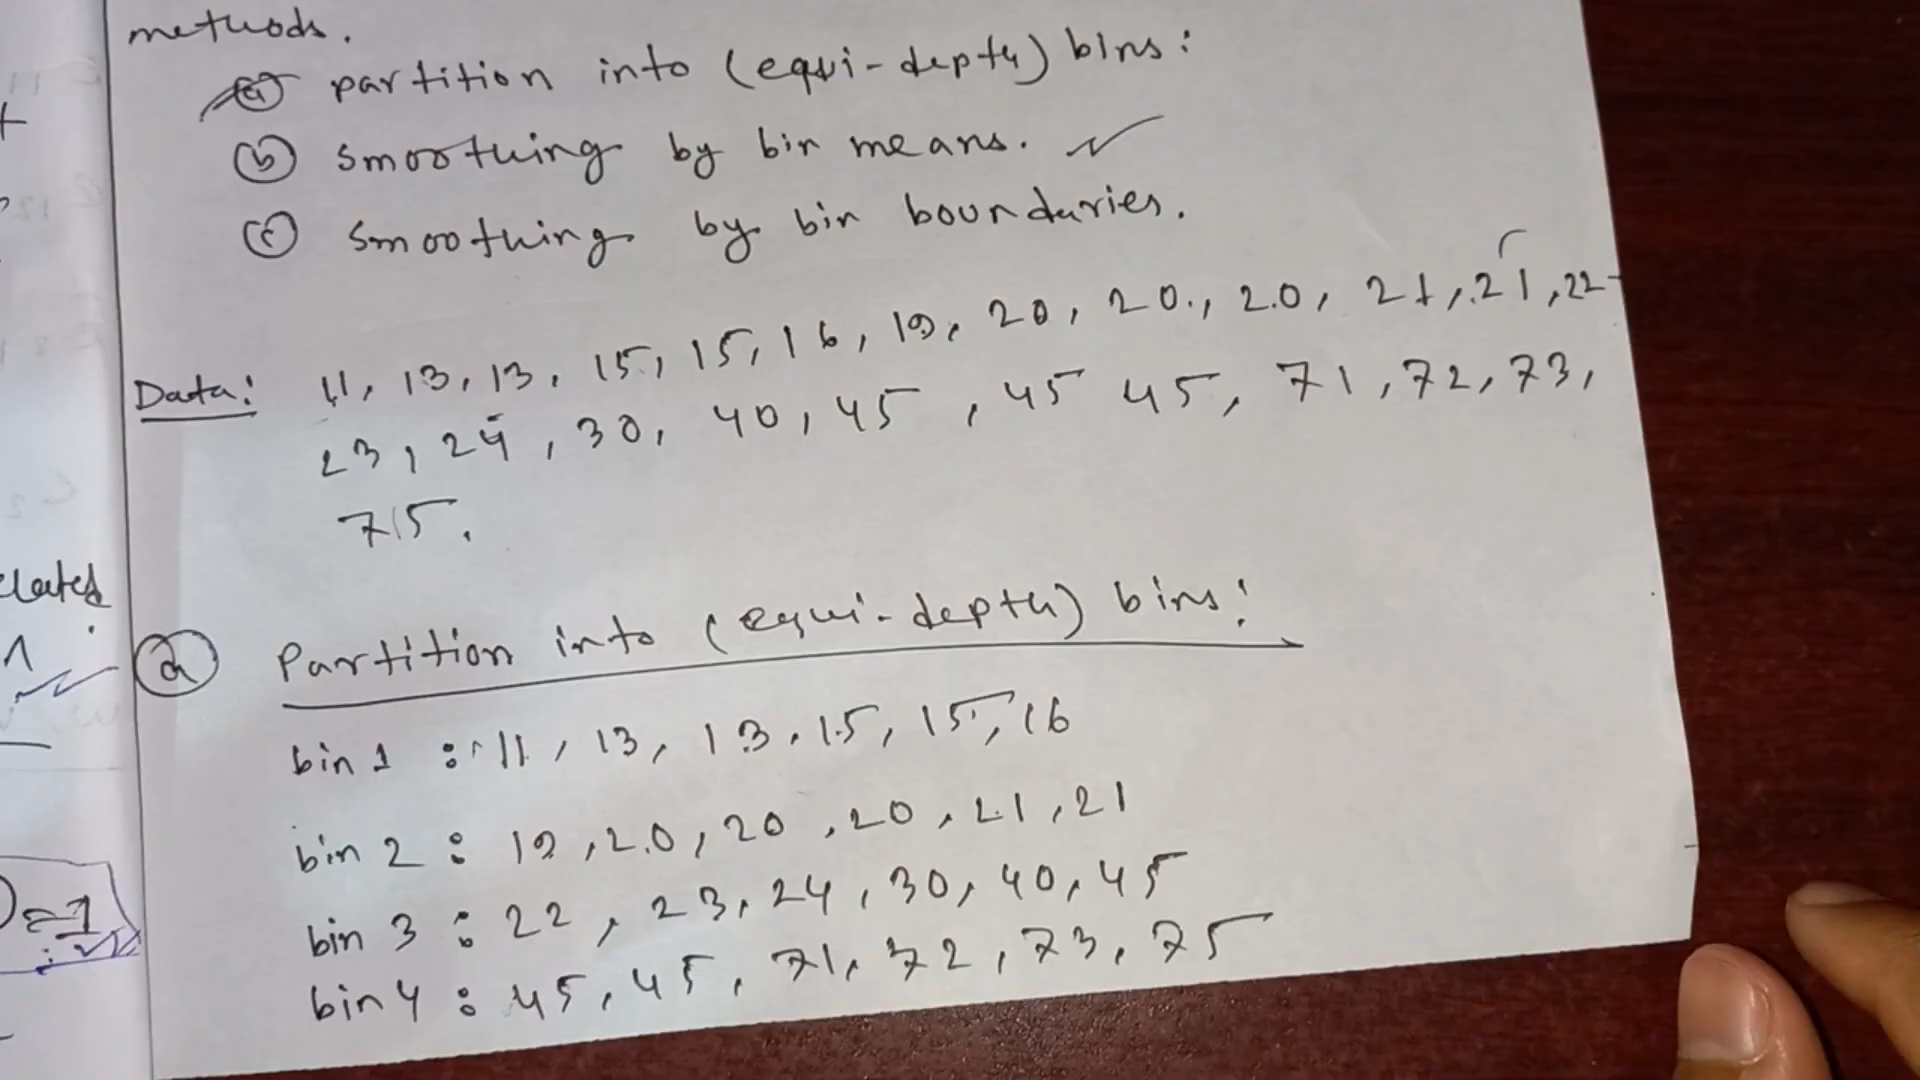 methods.
(a) partition into (equi-depth) bins:
(b) smoothing by bin means. ✓
(c) smoothing by bin boundaries.
Data: 11, 13, 13, 15, 15, 16, 19, 20, 20, 20, 21, 21, 22
23, 24, 30, 40, 45, 45 45, 71, 72, 73,
75.
(a) Partition into (equi-depth) bins:
bin 1 : 11, 13, 13, 15, 15, 16
bin 2 : 19, 20, 20, 20, 21, 21
bin 3 : 22, 23, 24, 30, 40, 45
bin 4 : 45, 45, 71, 72, 73, 75